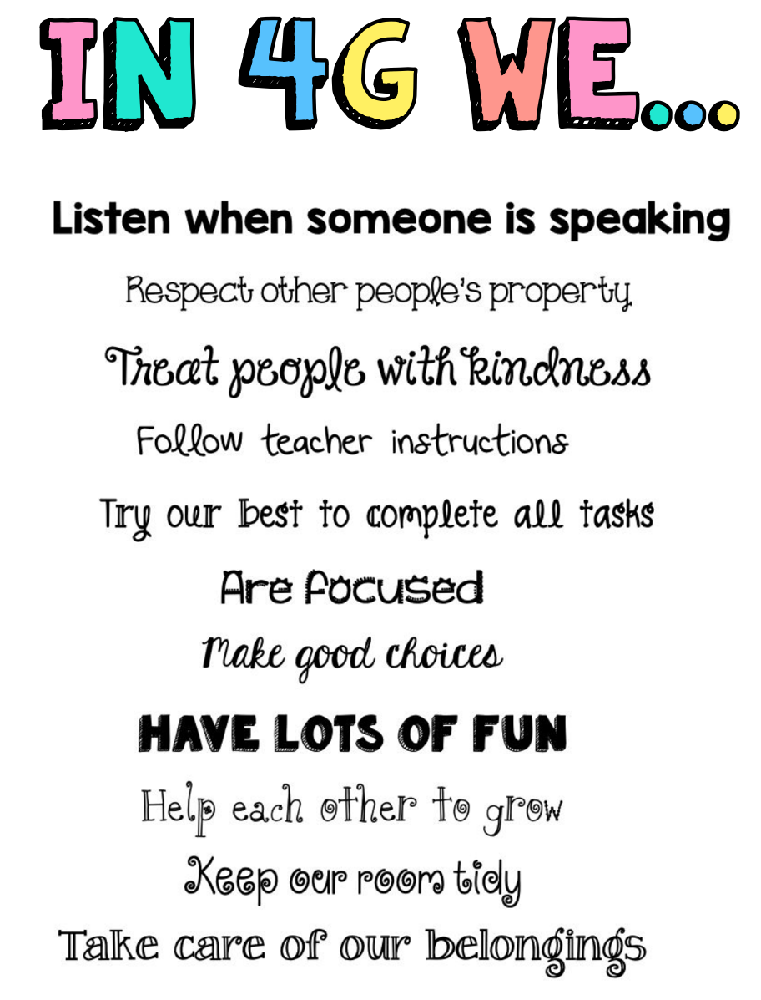 IN 4G WE...
Listen when someone is speaking
Respect other people's property
Treat people with kindness
Follow teacher instructions
Try our best to complete all tasks
Are focused
Make good choices
HAVE LOTS OF FUN
Help each other to grow
Keep our room tidy
Take care of our belongings